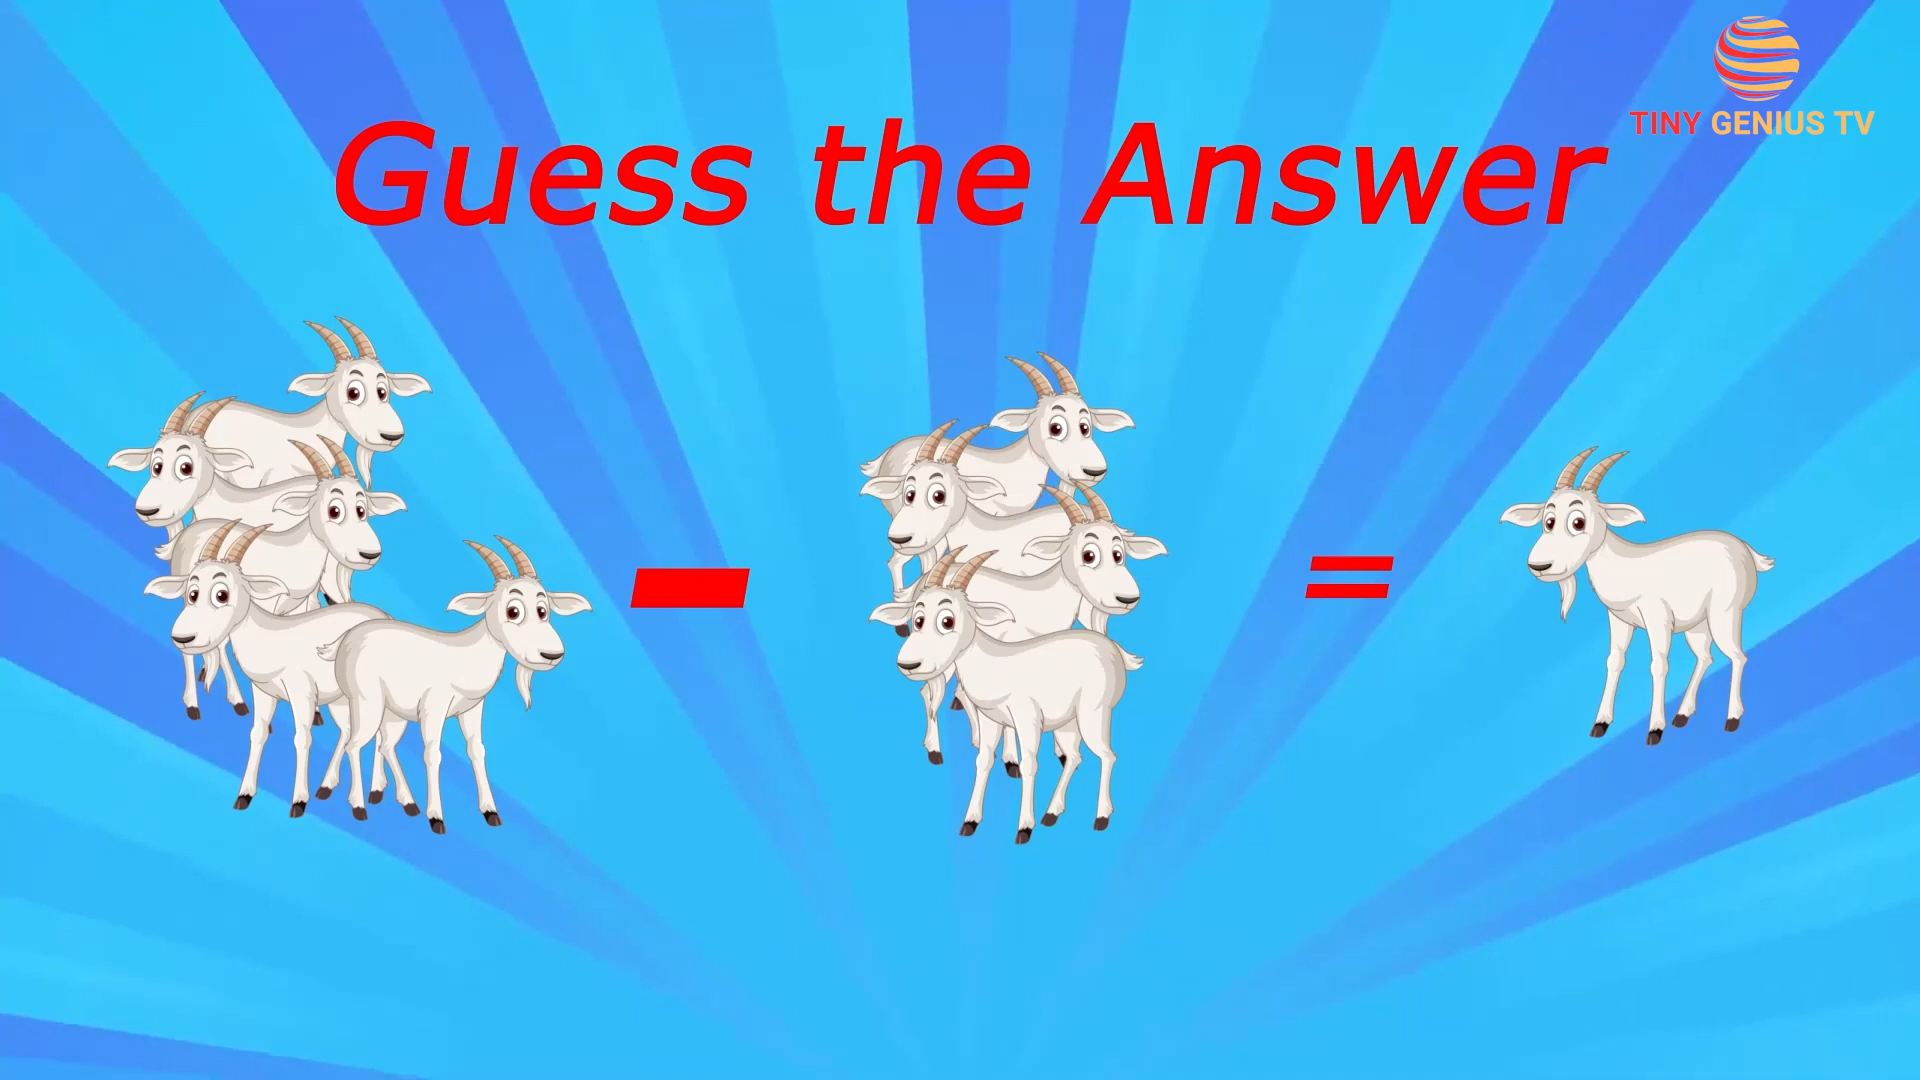 TINY GENIUS TV
Guess the Answer
- =